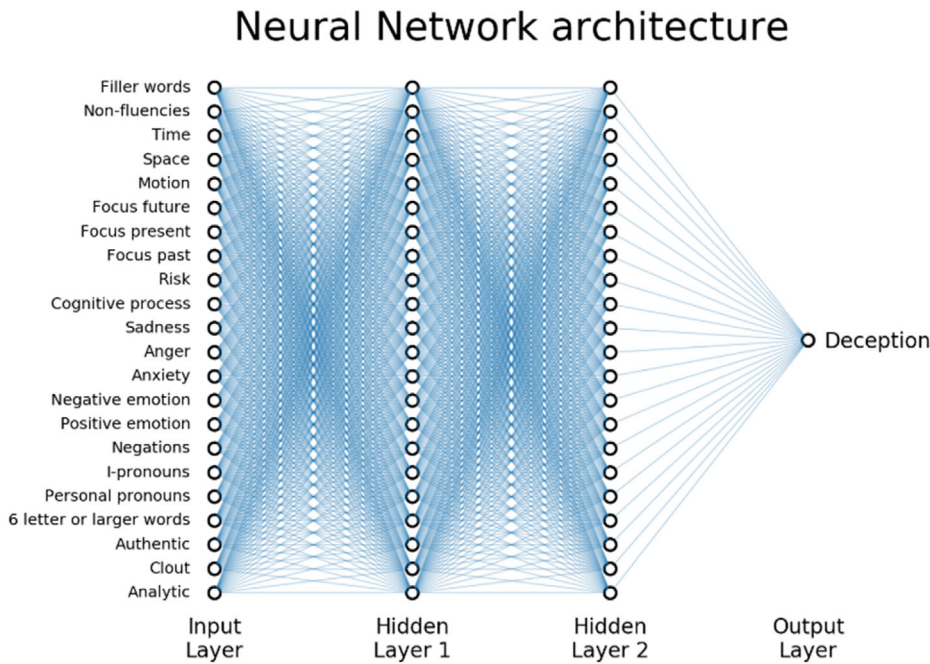 Neural Network architecture
Filler words
Non-fluencies
Time
Space
Motion
Focus future
Focus present
Focus past
Risk
Cognitive process
Sadness
Anger
Anxiety
Negative emotion
Positive emotion
Negations
I-pronouns
Personal pronouns
6 letter or larger words
Authentic
Clout
Analytic
Deception
Input
Layer
Hidden
Layer 1
Hidden
Layer 2
Output
Layer